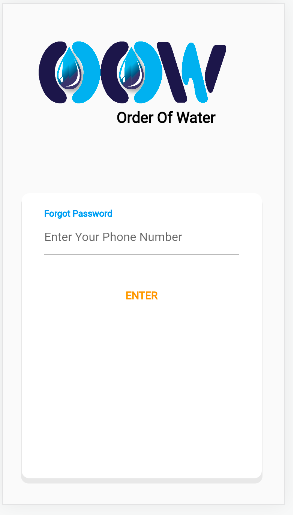 OOW
Order Of Water
Forgot Password
Enter Your Phone Number
ENTER